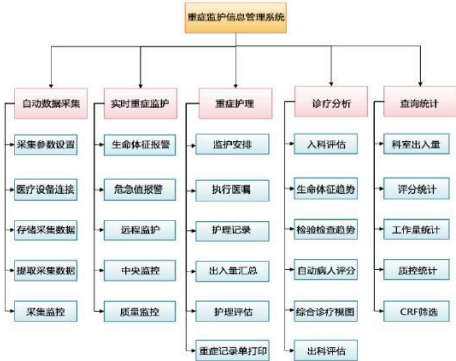 重症监护信息管理系统
自动数据采集
实时重症监护
重症护理
诊疗分析
查询统计
采集参数设置
生命体征报警
监护安排
入科评估
科室出入量
医疗设备连接
危急值报警
执行医嘱
生命体征趋势
评分统计
存储采集数据
远程监护
护理记录
检验检查趋势
工作量统计
提取采集数据
中央监控
出入量汇总
自动病人评分
质控统计
采集监控
质量监控
护理评估
综合诊疗视图
CRF筛选
重症记录单打印
出科评估